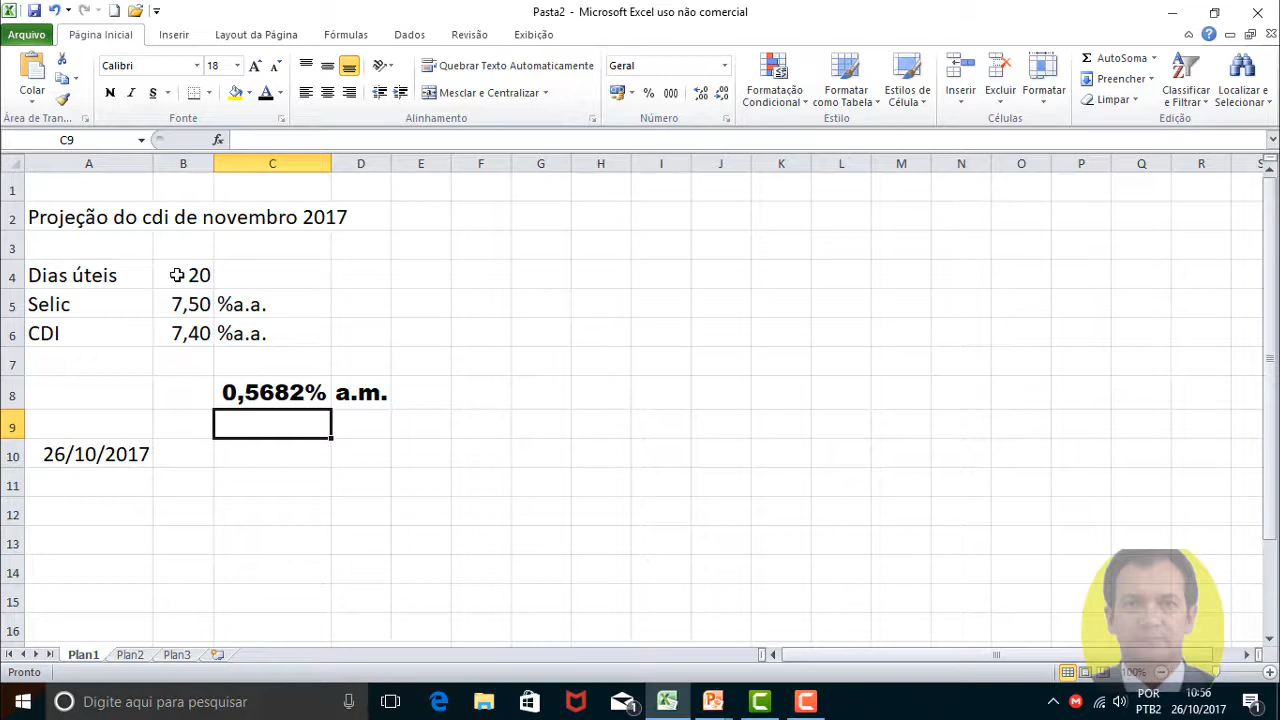 Pasta2 - Microsoft Excel uso não comercial
Arquivo Página Inicial Inserir Layout da Página Fórmulas Dados Revisão Exibição
Colar
Área de Tran...
Calibri 18
N I S
Fonte
Quebrar Texto Automaticamente
Mesclar e Centralizar
Alinhamento
Geral
% 000
Número
Formatação Condicional
Formatar como Tabela
Estilos de Célula
Estilo
Inserir Excluir Formatar
Células
AutoSoma
Preencher
Limpar
Classificar e Filtrar
Localizar e Selecionar
Edição
C9 fx
A B C D E F G H I J K L M N O P Q R S
1
2 Projeção do cdi de novembro 2017
3
4 Dias úteis 20
5 Selic 7,50 %a.a.
6 CDI 7,40 %a.a.
7
8 0,5682% a.m.
9
10 26/10/2017
11
12
13
14
15
16
Plan1 Plan2 Plan3
Pronto 100%
Digite aqui para pesquisar
POR 10:56
PTB2 26/10/2017